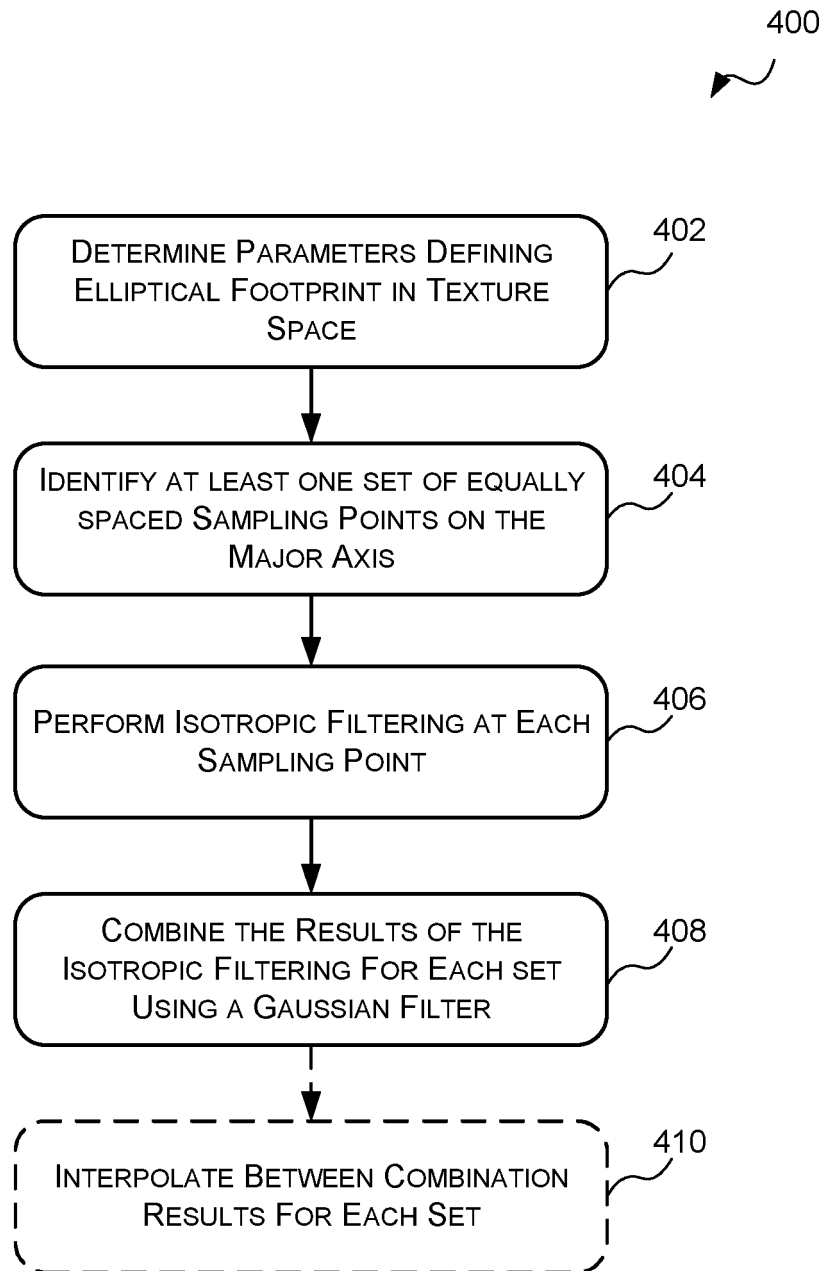 400
DETERMINE PARAMETERS DEFINING
ELLIPTICAL FOOTPRINT IN TEXTURE
SPACE
402
IDENTIFY AT LEAST ONE SET OF EQUALLY
SPACED SAMPLING POINTS ON THE
MAJOR AXIS
404
PERFORM ISOTROPIC FILTERING AT EACH
SAMPLING POINT
406
COMBINE THE RESULTS OF THE
ISOTROPIC FILTERING FOR EACH SET
USING A GAUSSIAN FILTER
408
INTERPOLATE BETWEEN COMBINATION
RESULTS FOR EACH SET
410